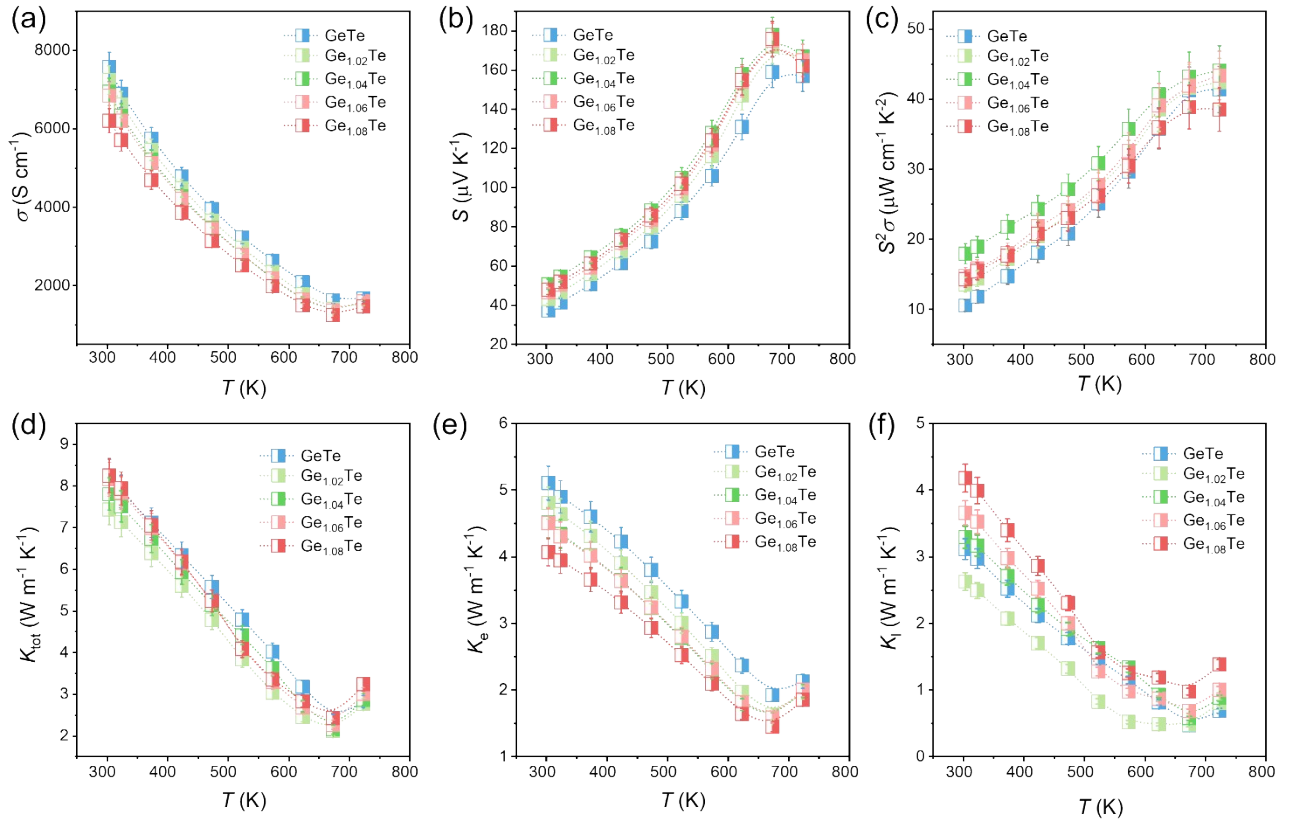 (a)
GeTe
Ge1.02Te
Ge1.04Te
Ge1.06Te
Ge1.08Te
8000
6000
4000
2000
σ (S cm-1)
300 400 500 600 700 800
T (K)
(b)
GeTe
Ge1.02Te
Ge1.04Te
Ge1.06Te
Ge1.08Te
180
160
140
120
100
80
60
40
20
S (μV K-1)
300 400 500 600 700 800
T (K)
(c)
GeTe
Ge1.02Te
Ge1.04Te
Ge1.06Te
Ge1.08Te
50
40
30
20
10
S2σ (μW cm-1 K-2)
300 400 500 600 700 800
T (K)
(d)
GeTe
Ge1.02Te
Ge1.04Te
Ge1.06Te
Ge1.08Te
9
8
7
6
5
4
3
2
Ktot (W m-1 K-1)
300 400 500 600 700 800
T (K)
(e)
GeTe
Ge1.02Te
Ge1.04Te
Ge1.06Te
Ge1.08Te
6
5
4
3
2
1
Ke (W m-1 K-1)
300 400 500 600 700 800
T (K)
(f)
GeTe
Ge1.02Te
Ge1.04Te
Ge1.06Te
Ge1.08Te
5
4
3
2
1
0
Kl (W m-1 K-1)
300 400 500 600 700 800
T (K)